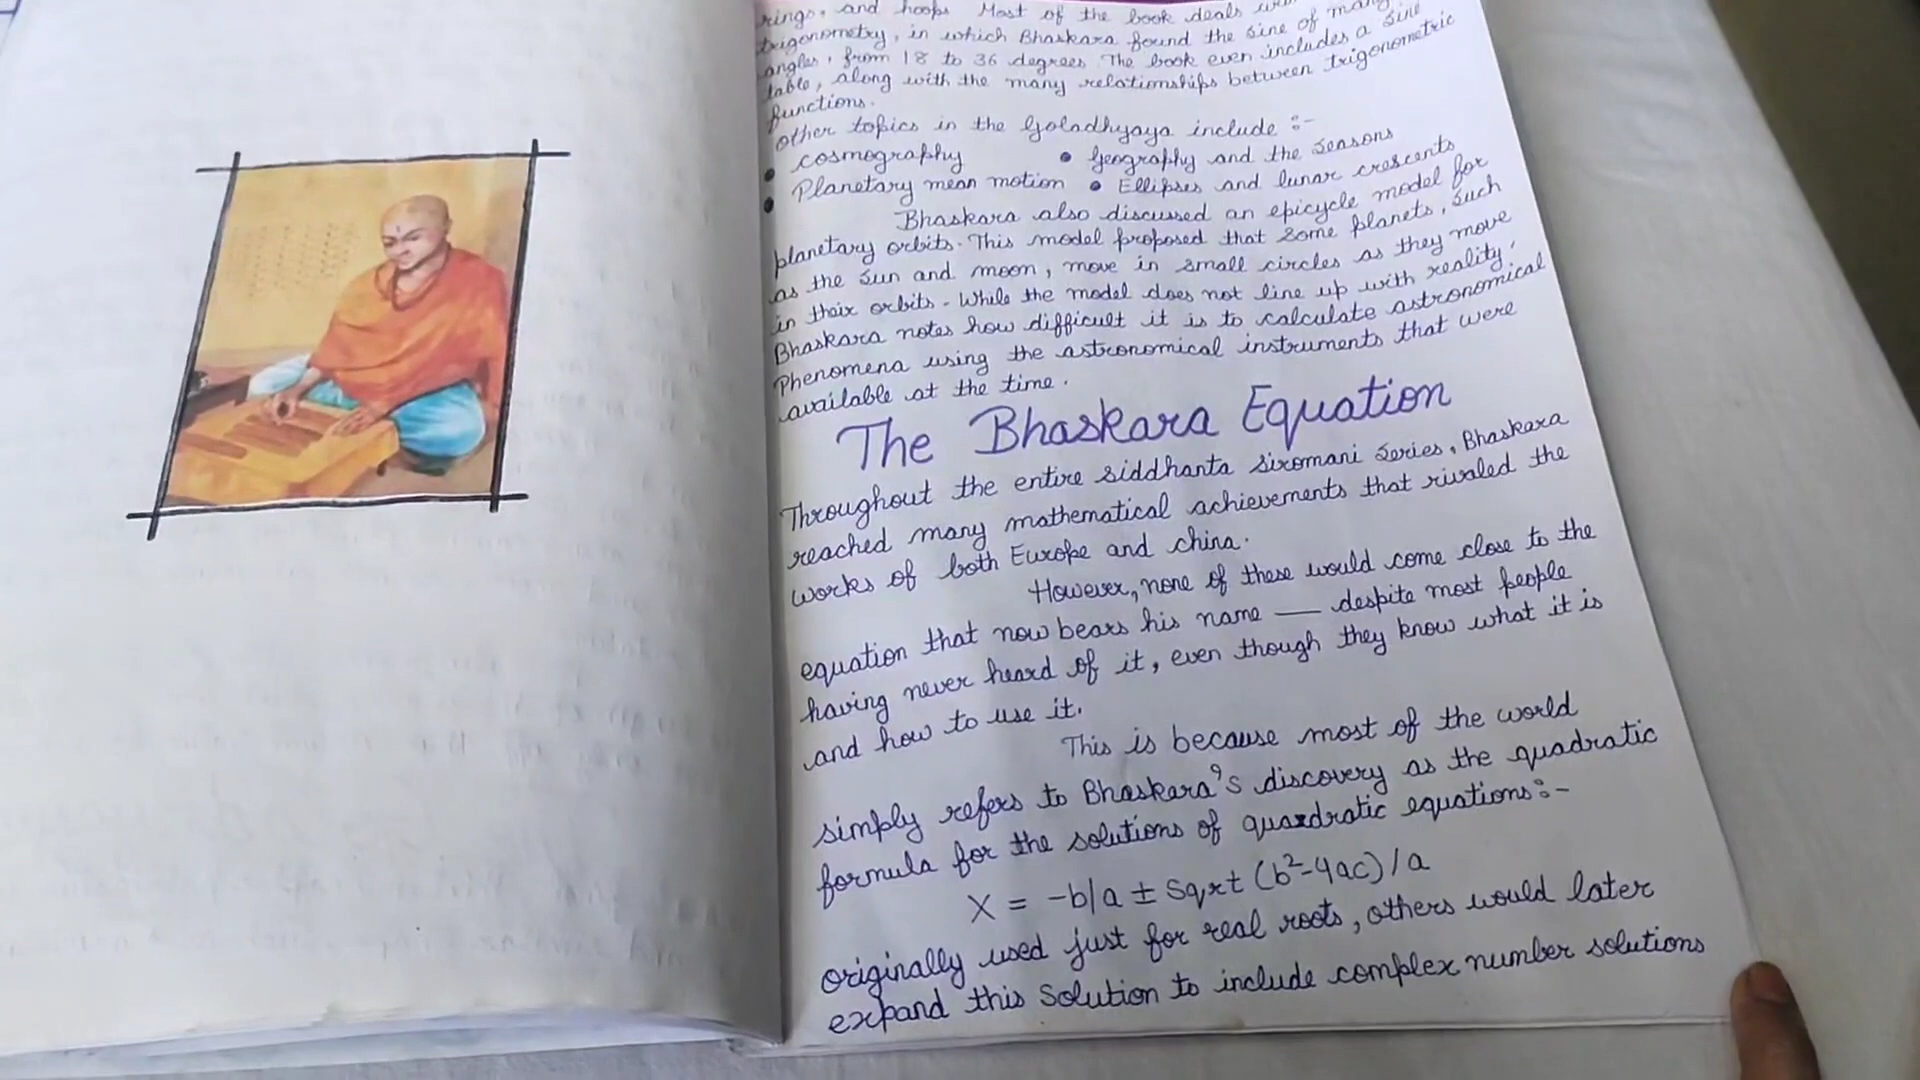 rings, and hoops. Most of the book deals
trigonometry, in which Bhaskara found the sine of many
angles, from 18 to 36 degrees. The book even includes a sine
table, along with the many relationships between trigonometric
functions.
other topics in the Goladhyaya include :-
• cosmography • Geography and the seasons
• Planetary mean motion • Ellipses and lunar crescents
Bhaskara also discussed an epicycle model for
planetary orbits. This model proposed that some planets, such
as the sun and moon, move in small circles as they move
in their orbits. While the model does not line up with reality,
Bhaskara notes how difficult it is to calculate astronomical
Phenomena using the astronomical instruments that were
available at the time.
The Bhaskara Equation
Throughout the entire siddhanta siromani series, Bhaskara
reached many mathematical achievements that rivaled the
works of both Europe and china.
However, none of these would come close to the
equation that now bears his name — despite most people
having never heard of it, even though they know what it is
and how to use it.
This is because most of the world
simply refers to Bhaskara's discovery as the quadratic
formula for the solutions of quadratic equations:-
X = -b/a ± sqrt (b²-4ac)/a
originally used just for real roots, others would later
expand this solution to include complex number solutions